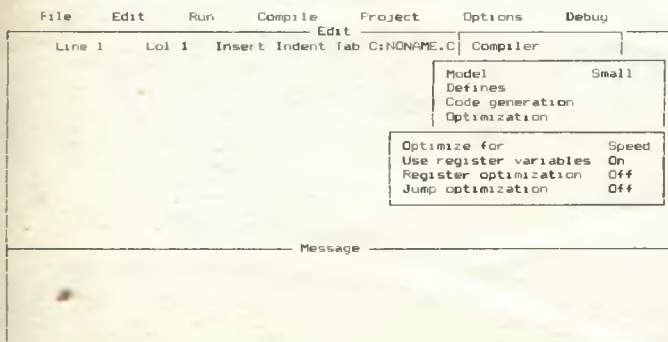 File Edit Run Compile Project Options Debug
Edit
Line 1 Col 1 Insert Indent Tab C:NONAME.C Compiler
Model Small
Defines
Code generation
Optimization
Optimize for Speed
Use register variables On
Register optimization Off
Jump optimization Off
Message